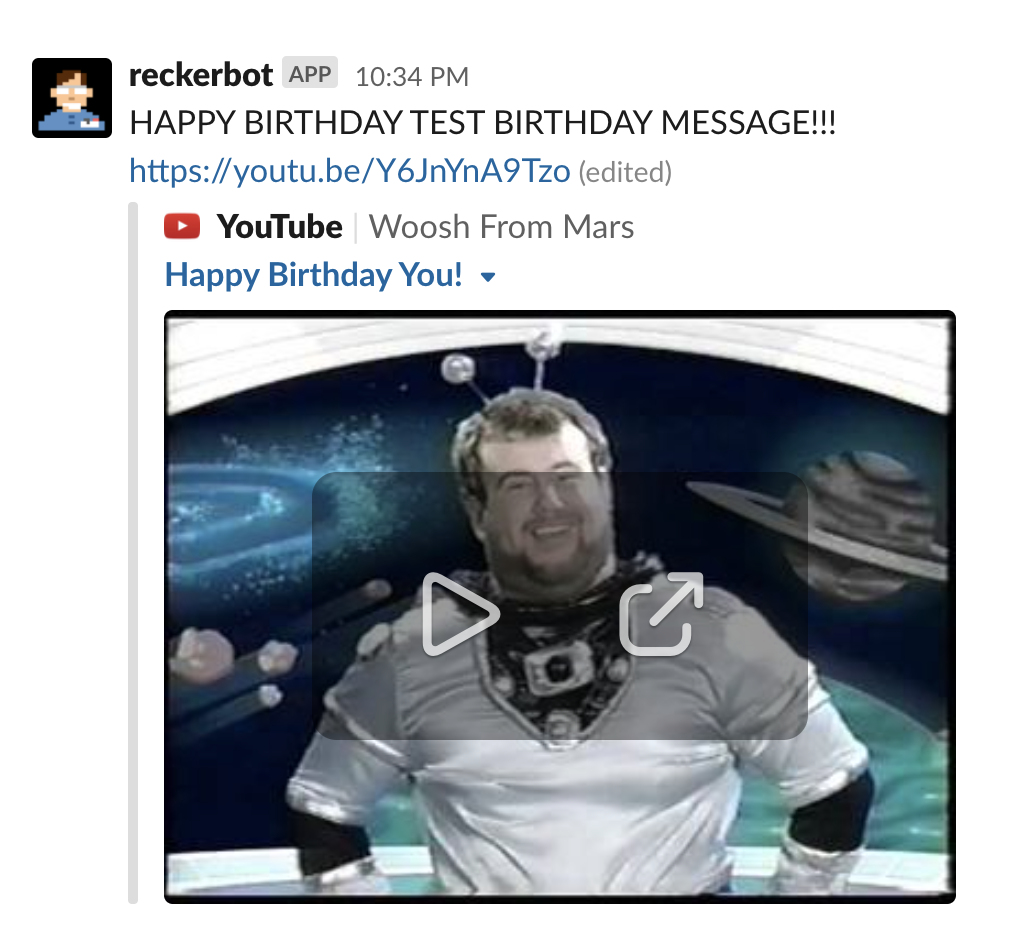 reckerbot APP 10:34 PM
HAPPY BIRTHDAY TEST BIRTHDAY MESSAGE!!!
https://youtu.be/Y6JnYnA9Tzo (edited)
YouTube | Woosh From Mars
Happy Birthday You!